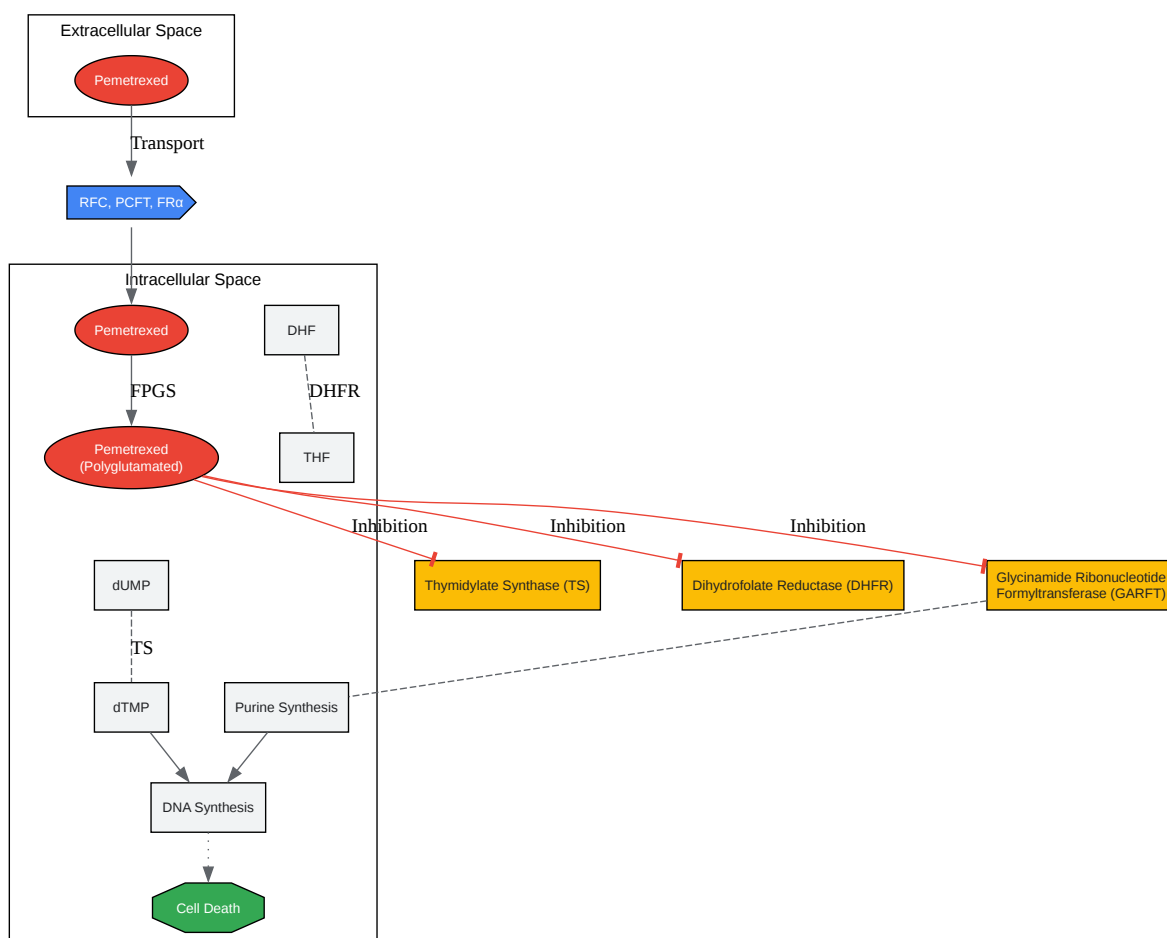 Extracellular Space
Pemetrexed
Transport
RFC, PCFT, FRα
Intracellular Space
Pemetrexed
DHF
FPGS
DHFR
Pemetrexed
(Polyglutamated)
THF
Inhibition
Inhibition
Inhibition
dUMP
Thymidylate Synthase (TS)
Dihydrofolate Reductase (DHFR)
Glycinamide Ribonucleotide
Formyltransferase (GARFT)
TS
dTMP
Purine Synthesis
DNA Synthesis
Cell Death